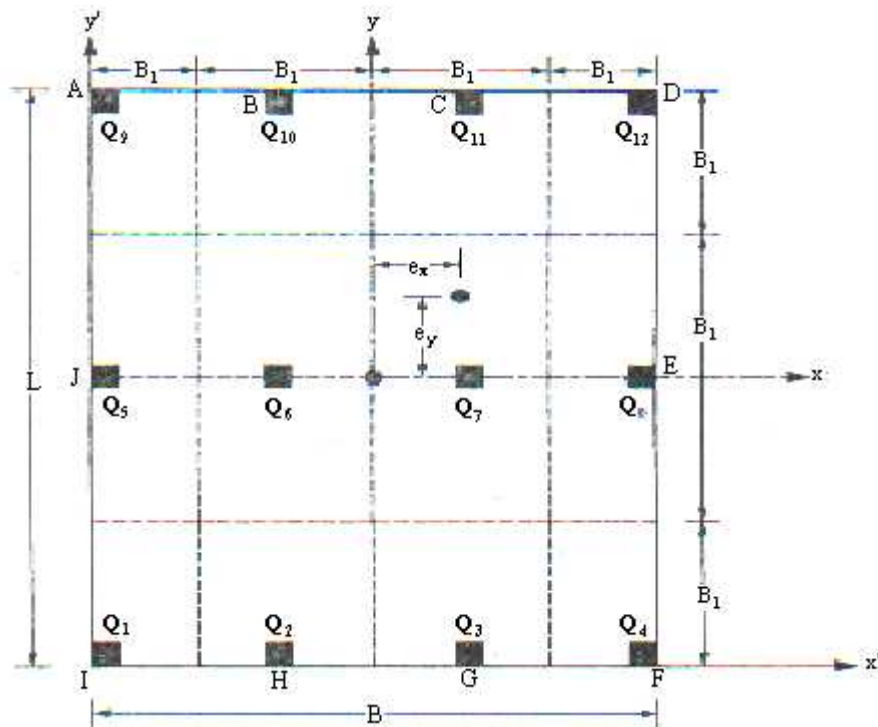 y' y
B₁ B₁ B₁ B₁
A B C D
Q₉ Q₁₀ Q₁₁ Q₁₂
B₁
eₓ
e_y
B₁
L J E x
Q₅ Q₆ Q₇
B₁
Q₁ Q₂ Q₃ Q₄
x'
I H G F
B